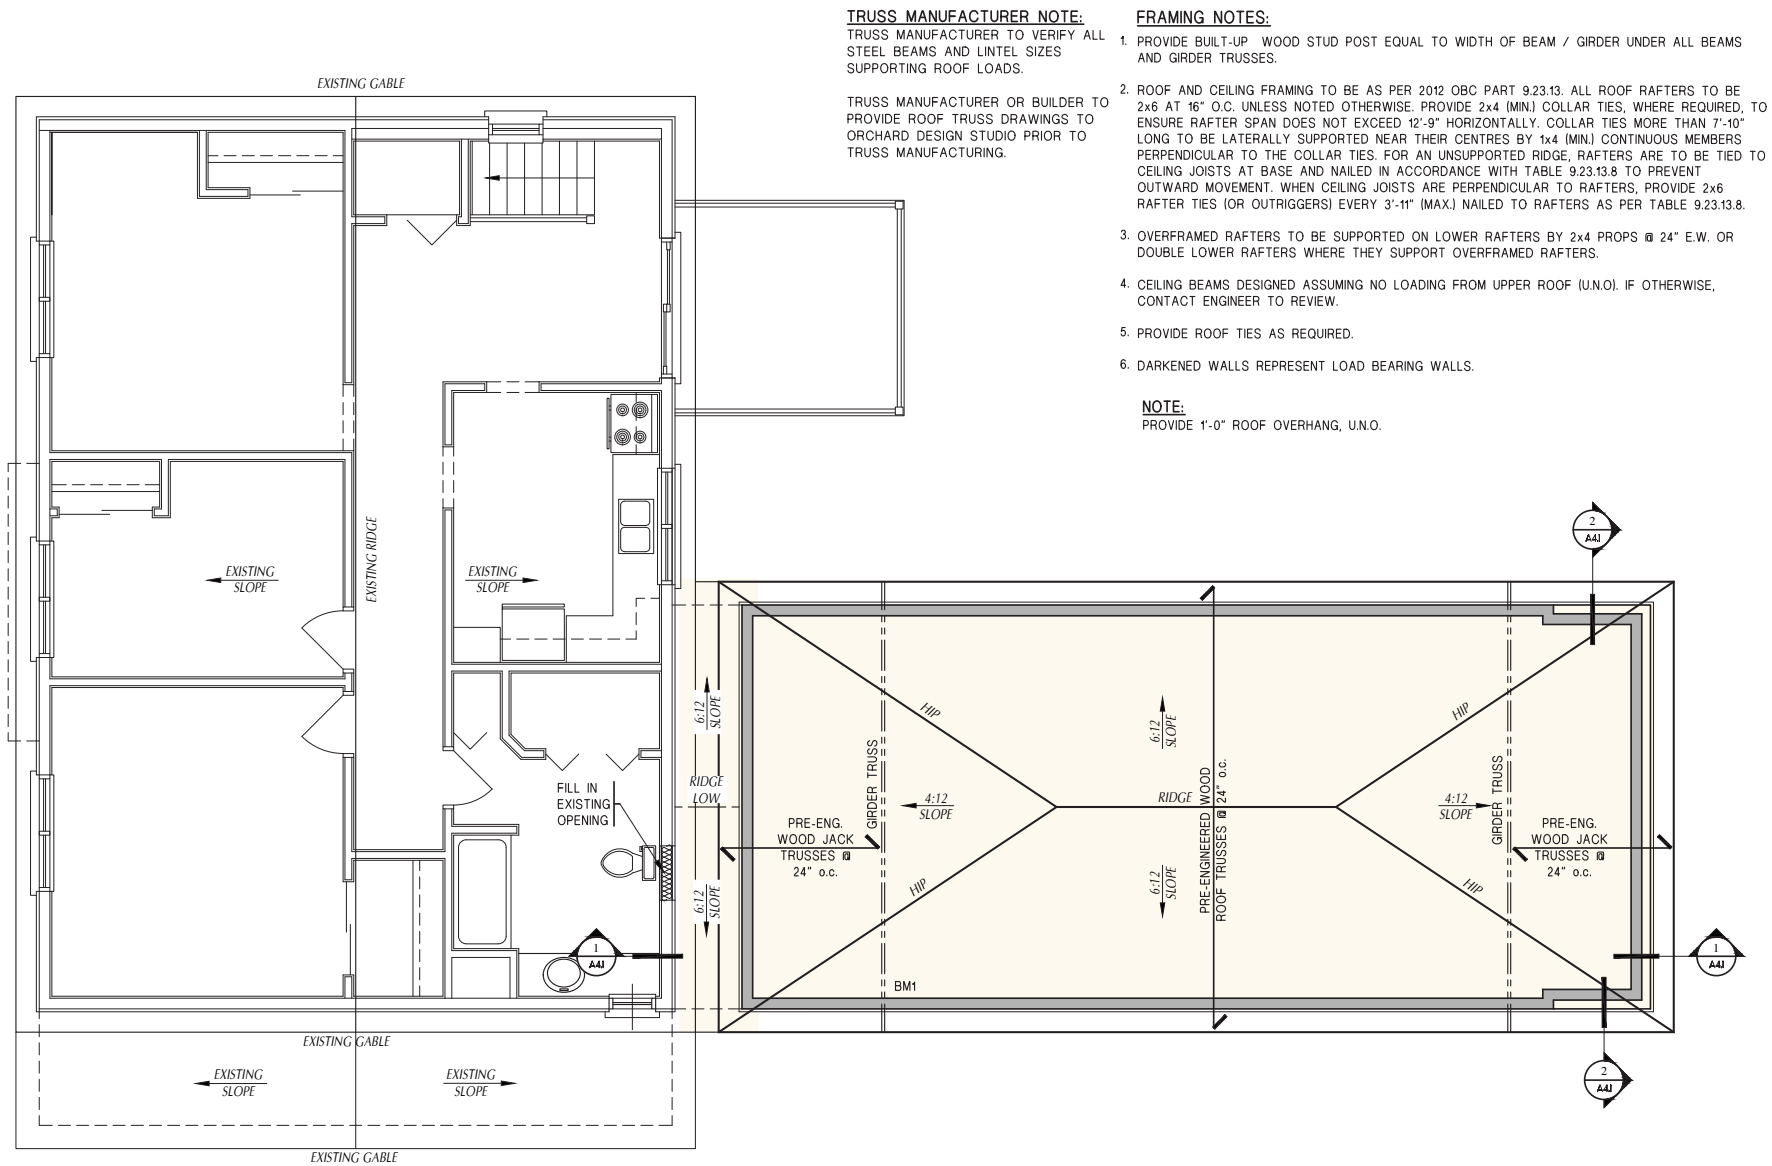 TRUSS MANUFACTURER NOTE:
TRUSS MANUFACTURER TO VERIFY ALL
STEEL BEAMS AND LINTEL SIZES
SUPPORTING ROOF LOADS.
TRUSS MANUFACTURER OR BUILDER TO
PROVIDE ROOF TRUSS DRAWINGS TO
ORCHARD DESIGN STUDIO PRIOR TO
TRUSS MANUFACTURING.
FRAMING NOTES:
1. PROVIDE BUILT-UP WOOD STUD POST EQUAL TO WIDTH OF BEAM / GIRDER UNDER ALL BEAMS
AND GIRDER TRUSSES.
2. ROOF AND CEILING FRAMING TO BE AS PER 2012 OBC PART 9.23.13. ALL ROOF RAFTERS TO BE
2x6 AT 16" O.C. UNLESS NOTED OTHERWISE. PROVIDE 2x4 (MIN.) COLLAR TIES, WHERE REQUIRED, TO
ENSURE RAFTER SPAN DOES NOT EXCEED 12'-9" HORIZONTALLY. COLLAR TIES MORE THAN 7'-10"
LONG TO BE LATERALLY SUPPORTED NEAR THEIR CENTRES BY 1x4 (MIN.) CONTINUOUS MEMBERS
PERPENDICULAR TO THE COLLAR TIES. FOR AN UNSUPPORTED RIDGE, RAFTERS ARE TO BE TIED TO
CEILING JOISTS AT BASE AND NAILED IN ACCORDANCE WITH TABLE 9.23.13.8 TO PREVENT
OUTWARD MOVEMENT. WHEN CEILING JOISTS ARE PERPENDICULAR TO RAFTERS, PROVIDE 2x6
RAFTER TIES (OR OUTRIGGERS) EVERY 3'-11" (MAX.) NAILED TO RAFTERS AS PER TABLE 9.23.13.8.
3. OVERFRAMED RAFTERS TO BE SUPPORTED ON LOWER RAFTERS BY 2x4 PROPS @ 24" E.W. OR
DOUBLE LOWER RAFTERS WHERE THEY SUPPORT OVERFRAMED RAFTERS.
4. CEILING BEAMS DESIGNED ASSUMING NO LOADING FROM UPPER ROOF (U.N.O). IF OTHERWISE,
CONTACT ENGINEER TO REVIEW.
5. PROVIDE ROOF TIES AS REQUIRED.
6. DARKENED WALLS REPRESENT LOAD BEARING WALLS.
NOTE:
PROVIDE 1'-0" ROOF OVERHANG, U.N.O.
EXISTING GABLE
EXISTING RIDGE
EXISTING
SLOPE
EXISTING
SLOPE
2
A4.1
6:12
SLOPE
RIDGE
LOW
6:12
SLOPE
FILL IN
EXISTING
OPENING
HIP
HIP
GIRDER TRUSS
PRE-ENG.
WOOD JACK
TRUSSES @
24" o.c.
4:12
SLOPE
6:12
SLOPE
RIDGE
6:12
SLOPE
PRE-ENGINEERED WOOD
ROOF TRUSSES @ 24" o.c.
HIP
HIP
4:12
SLOPE
GIRDER TRUSS
PRE-ENG.
WOOD JACK
TRUSSES @
24" o.c.
1
A4.1
1
A4.1
BM1
EXISTING GABLE
EXISTING
SLOPE
EXISTING
SLOPE
2
A4.1
EXISTING GABLE